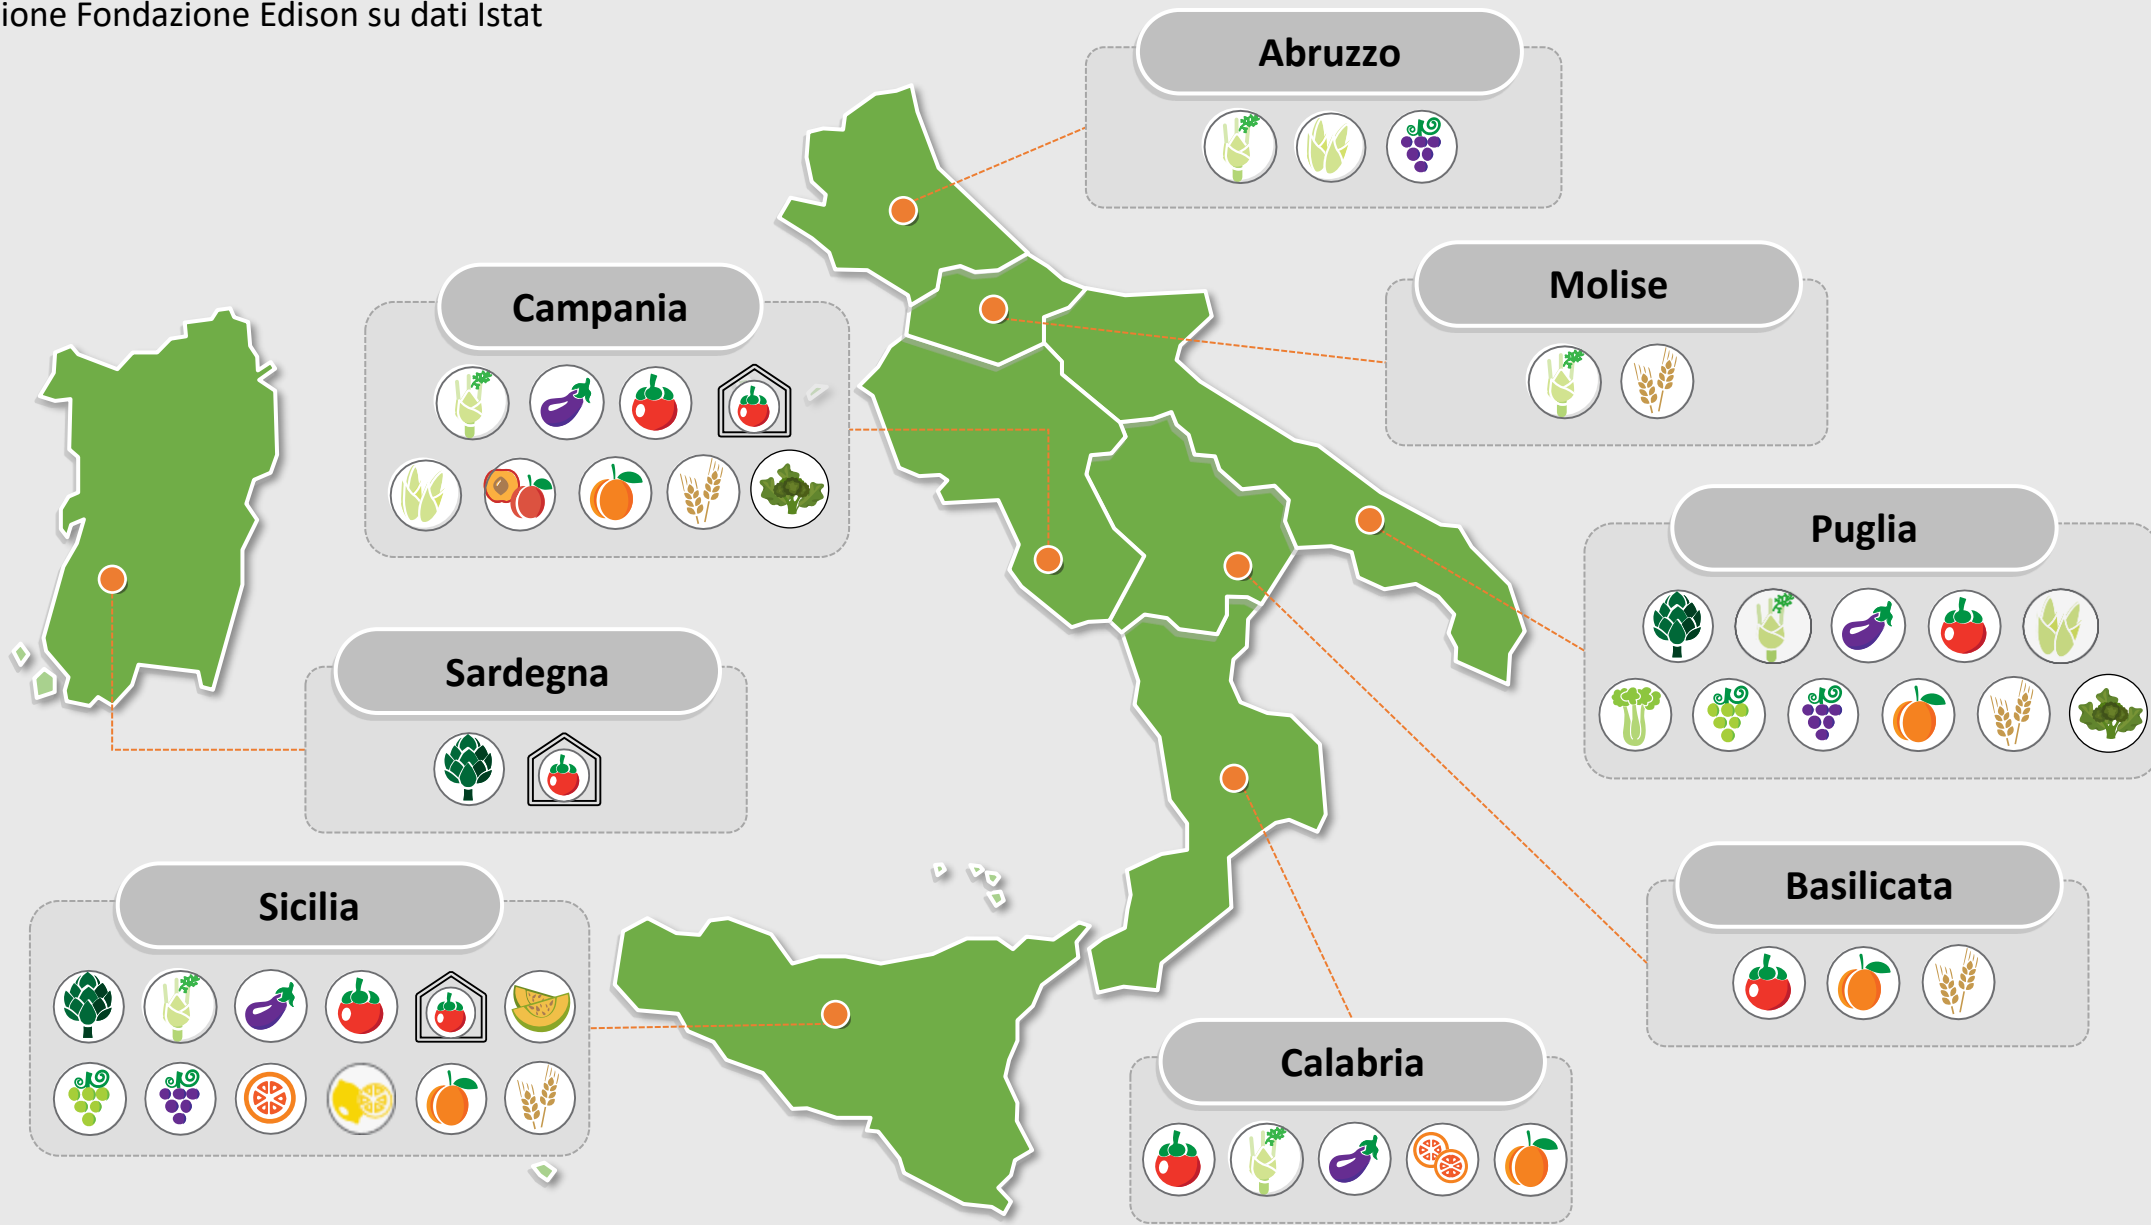 ione Fondazione Edison su dati Istat
Abruzzo
Molise
Campania
Puglia
Sardegna
Basilicata
Sicilia
Calabria